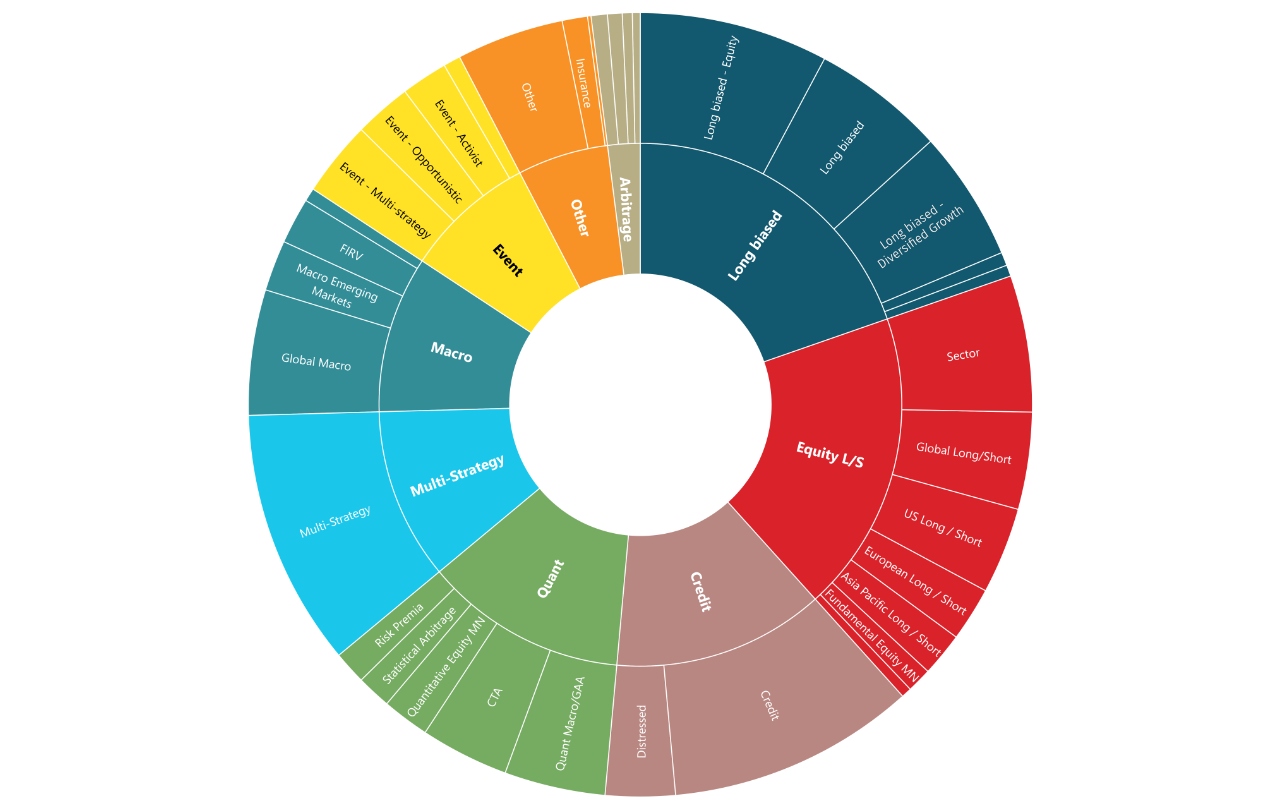 Long biased
Long biased - Equity
Long biased
Long biased -
Diversified Growth
Equity L/S
Sector
Global Long/Short
US Long / Short
European Long / Short
Asia Pacific Long / Short
Fundamental Equity MN
Credit
Credit
Distressed
Quant
Quant Macro/GAA
CTA
Quantitative Equity MN
Statistical Arbitrage
Risk Premia
Multi-Strategy
Multi-Strategy
Macro
Global Macro
Macro Emerging
Markets
FIRV
Event
Event - Multi-strategy
Event - Opportunistic
Event - Activist
Other
Other
Insurance
Arbitrage